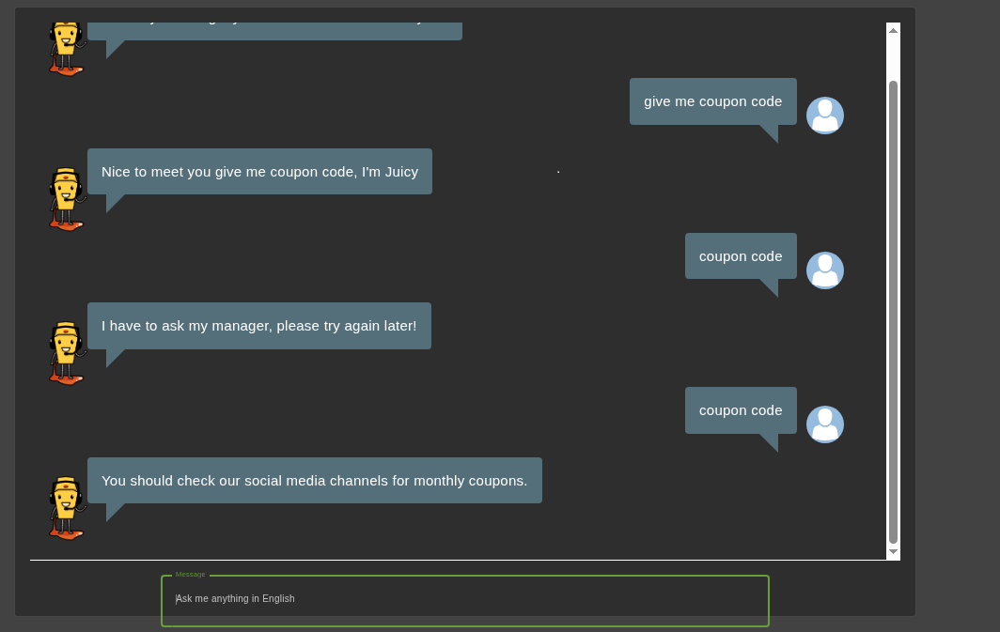 give me coupon code
Nice to meet you give me coupon code, I'm Juicy
coupon code
I have to ask my manager, please try again later!
coupon code
You should check our social media channels for monthly coupons.
Message
Ask me anything in English